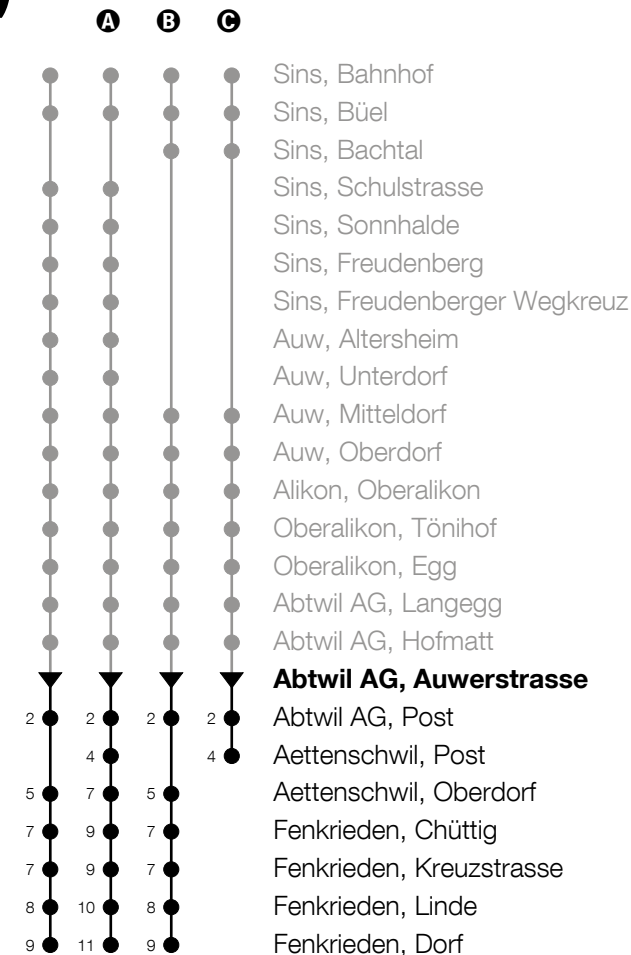 A B C
Sins, Bahnhof
Sins, Büel
Sins, Bachtal
Sins, Schulstrasse
Sins, Sonnhalde
Sins, Freudenberg
Sins, Freudenberger Wegkreuz
Auw, Altersheim
Auw, Unterdorf
Auw, Mitteldorf
Auw, Oberdorf
Alikon, Oberalikon
Oberalikon, Tönihof
Oberalikon, Egg
Abtwil AG, Langegg
Abtwil AG, Hofmatt
Abtwil AG, Auwerstrasse
2 2 2 2 Abtwil AG, Post
4 4 Aettenschwil, Post
5 7 5 Aettenschwil, Oberdorf
7 9 7 Fenkrieden, Chüttig
7 9 7 Fenkrieden, Kreuzstrasse
8 10 8 Fenkrieden, Linde
9 11 9 Fenkrieden, Dorf